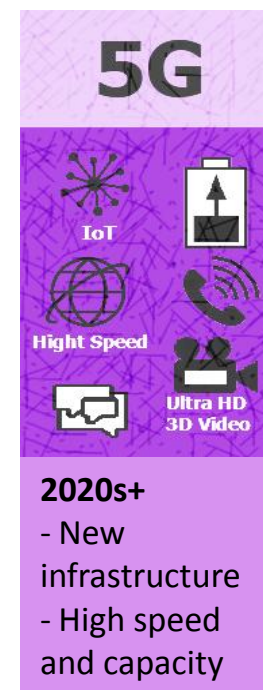 5G
IoT
Hight Speed
Ultra HD
3D Video
2020s+
- New
infrastructure
- High speed
and capacity